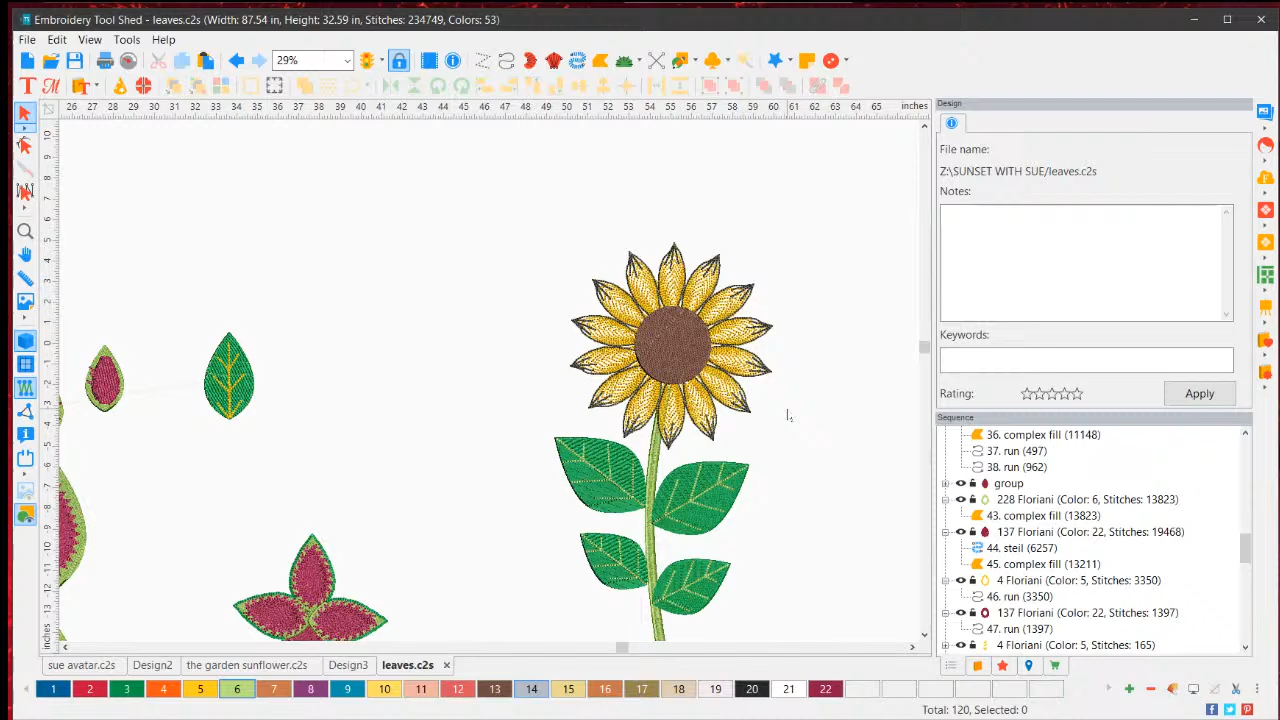 Embroidery Tool Shed - leaves.c2s (Width: 87.54 in, Height: 32.59 in, Stitches: 234749, Colors: 53)
File Edit View Tools Help
29%
26 27 28 29 30 31 32 33 34 35 36 37 38 39 40 41 42 43 44 45 46 47 48 49 50 51 52 53 54 55 56 57 58 59 60 61 62 63 64 65 inches
Design
File name:
Z:\SUNSET WITH SUE/leaves.c2s
Notes:
Keywords:
Rating:
Apply
Sequence
36. complex fill (11148)
37. run (497)
38. run (962)
group
228 Floriani (Color: 6, Stitches: 13823)
43. complex fill (13823)
137 Floriani (Color: 22, Stitches: 19468)
44. steil (6257)
45. complex fill (13211)
4 Floriani (Color: 5, Stitches: 3350)
46. run (3350)
137 Floriani (Color: 22, Stitches: 1397)
47. run (1397)
4 Floriani (Color: 5, Stitches: 165)
inches
sue avatar.c2s Design2 the garden sunflower.c2s Design3 leaves.c2s
1 2 3 4 5 6 7 8 9 10 11 12 13 14 15 16 17 18 19 20 21 22
Total: 120, Selected: 0